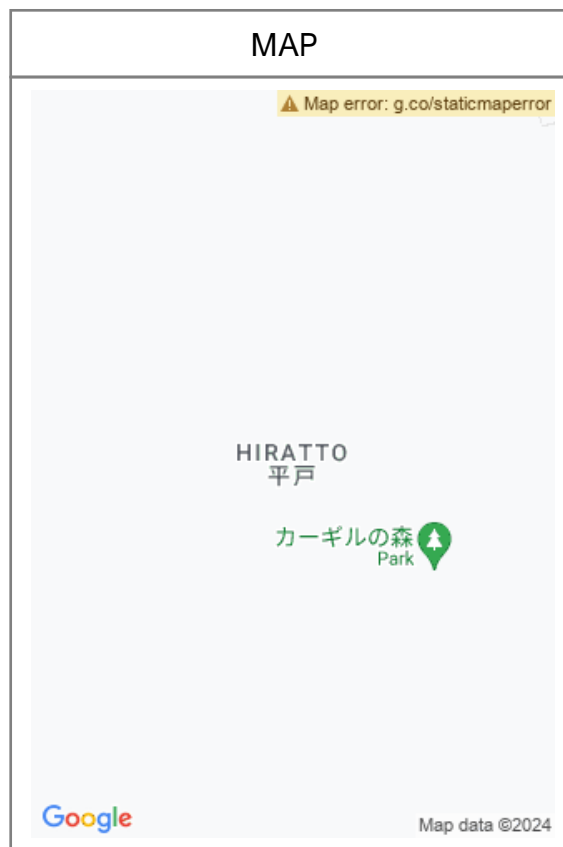 MAP
Map error: g.co/staticmaperror
HIRATTO
平戸
カーギルの森
Park
Google
Map data ©2024